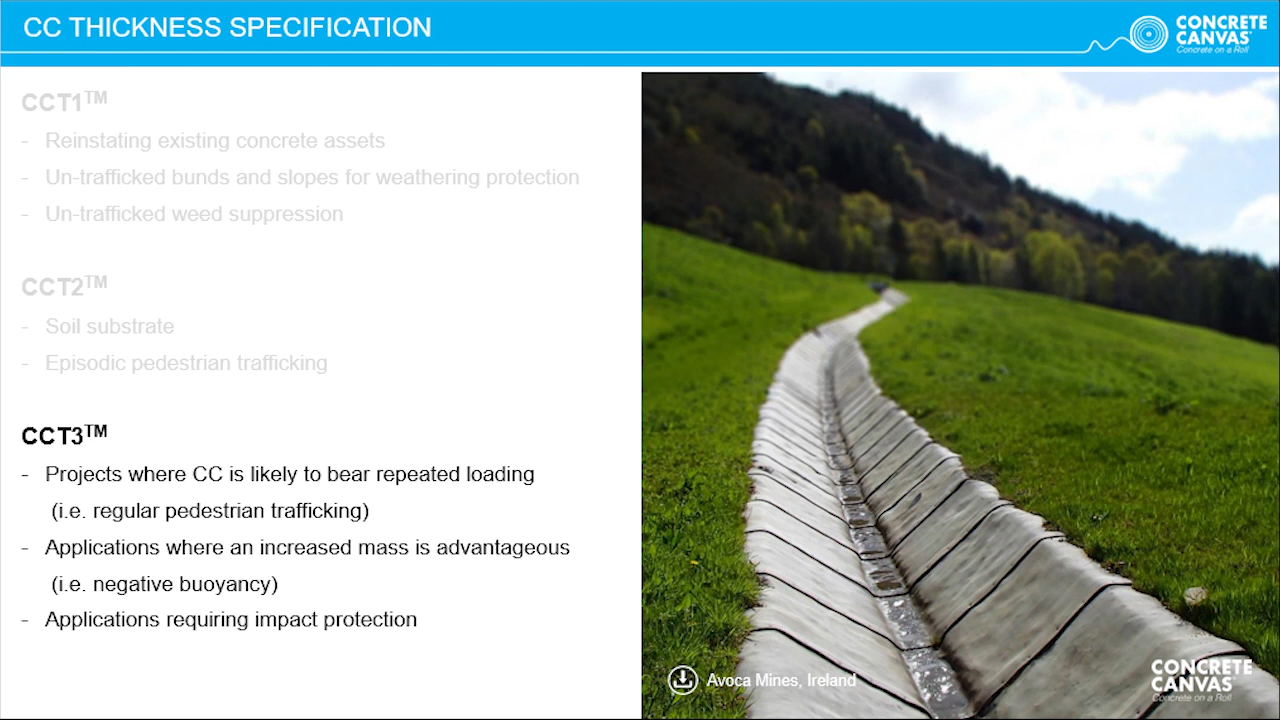 CC THICKNESS SPECIFICATION
CONCRETE
CANVAS®
Concrete on a Roll
CCT1™
- Reinstating existing concrete assets
- Un-trafficked bunds and slopes for weathering protection
- Un-trafficked weed suppression
CCT2™
- Soil substrate
- Episodic pedestrian trafficking
CCT3™
- Projects where CC is likely to bear repeated loading
(i.e. regular pedestrian trafficking)
- Applications where an increased mass is advantageous
(i.e. negative buoyancy)
- Applications requiring impact protection
Avoca Mines, Ireland
CONCRETE
CANVAS®
Concrete on a Roll